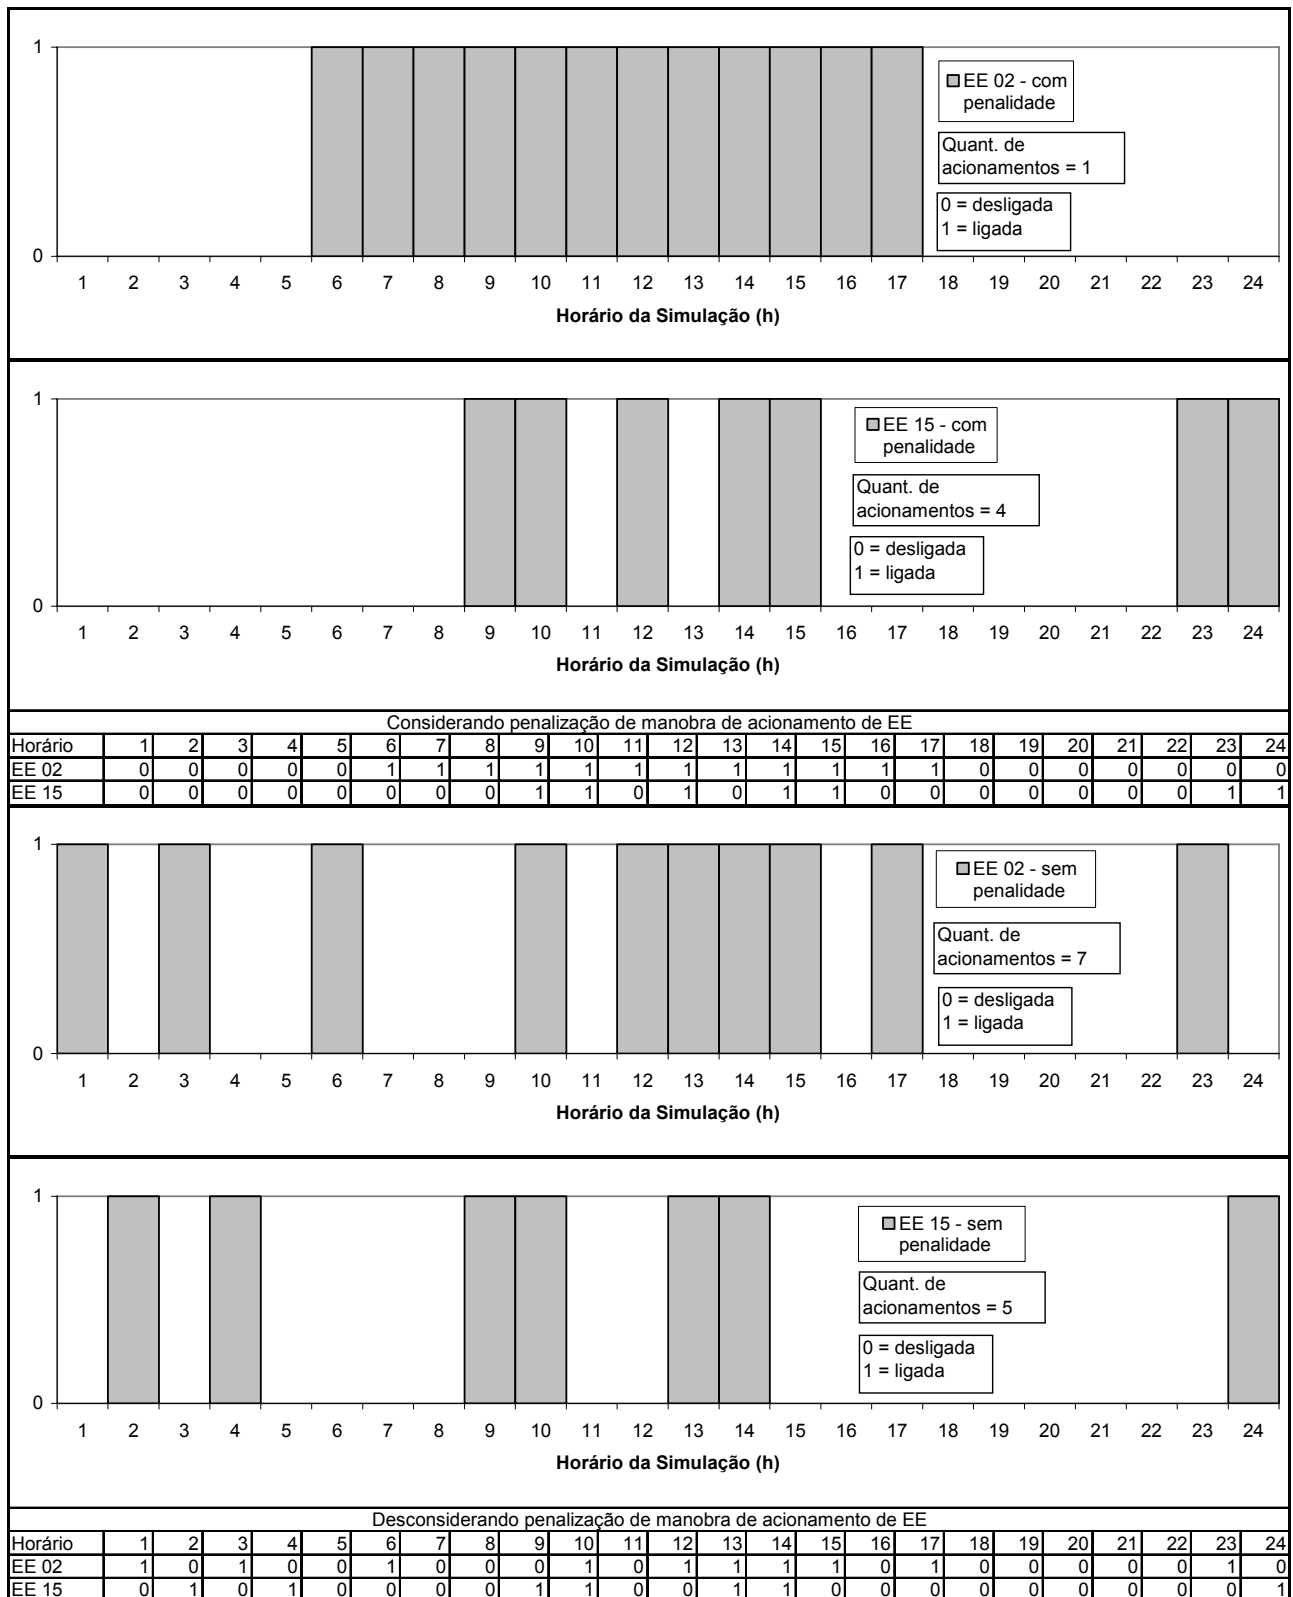 1
EE 02 - com
penalidade
Quant. de
acionamentos = 1
0 = desligada
1 = ligada
0
1 2 3 4 5 6 7 8 9 10 11 12 13 14 15 16 17 18 19 20 21 22 23 24
Horário da Simulação (h)
1
EE 15 - com
penalidade
Quant. de
acionamentos = 4
0 = desligada
1 = ligada
0
1 2 3 4 5 6 7 8 9 10 11 12 13 14 15 16 17 18 19 20 21 22 23 24
Horário da Simulação (h)
Considerando penalização de manobra de acionamento de EE
Horário 1 2 3 4 5 6 7 8 9 10 11 12 13 14 15 16 17 18 19 20 21 22 23 24
EE 02 0 0 0 0 0 1 1 1 1 1 1 1 1 1 1 1 1 0 0 0 0 0 0 0
EE 15 0 0 0 0 0 0 0 0 1 1 0 1 0 1 1 0 0 0 0 0 0 0 1 1
1
EE 02 - sem
penalidade
Quant. de
acionamentos = 7
0 = desligada
1 = ligada
0
1 2 3 4 5 6 7 8 9 10 11 12 13 14 15 16 17 18 19 20 21 22 23 24
Horário da Simulação (h)
1
EE 15 - sem
penalidade
Quant. de
acionamentos = 5
0 = desligada
1 = ligada
0
1 2 3 4 5 6 7 8 9 10 11 12 13 14 15 16 17 18 19 20 21 22 23 24
Horário da Simulação (h)
Desconsiderando penalização de manobra de acionamento de EE
Horário 1 2 3 4 5 6 7 8 9 10 11 12 13 14 15 16 17 18 19 20 21 22 23 24
EE 02 1 0 1 0 0 1 0 0 0 1 0 1 1 1 1 0 1 0 0 0 0 0 1 0
EE 15 0 1 0 1 0 0 0 0 1 1 0 0 1 1 0 0 0 0 0 0 0 0 0 1